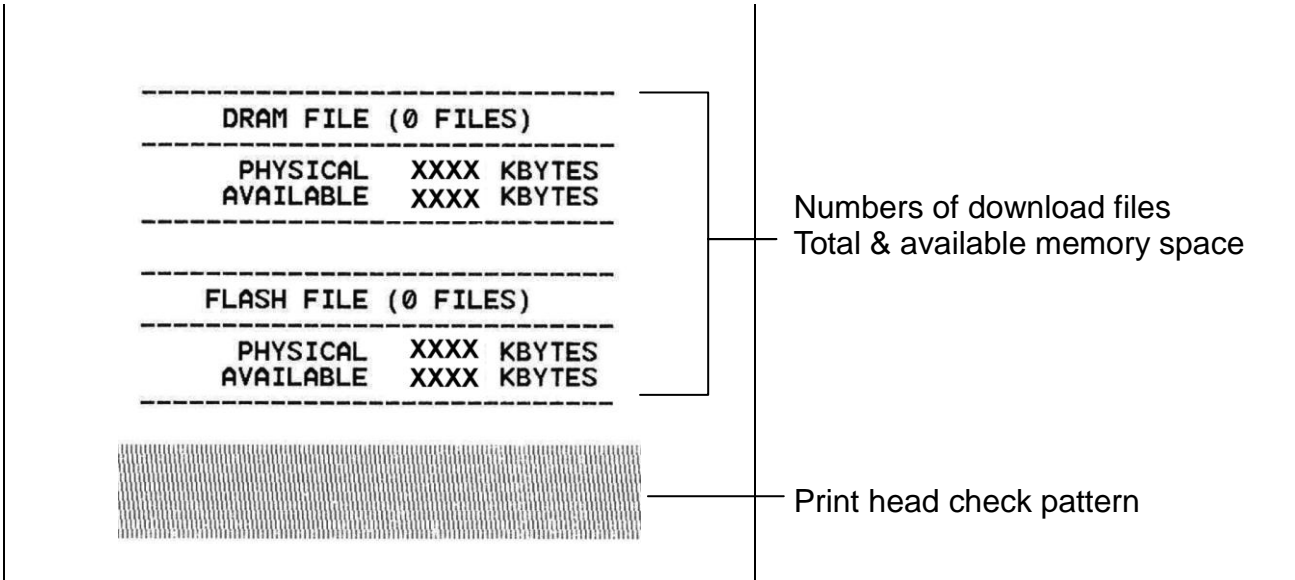 DRAM FILE (0 FILES)
PHYSICAL XXXX KBYTES
AVAILABLE XXXX KBYTES
FLASH FILE (0 FILES)
PHYSICAL XXXX KBYTES
AVAILABLE XXXX KBYTES
Numbers of download files
Total & available memory space
Print head check pattern